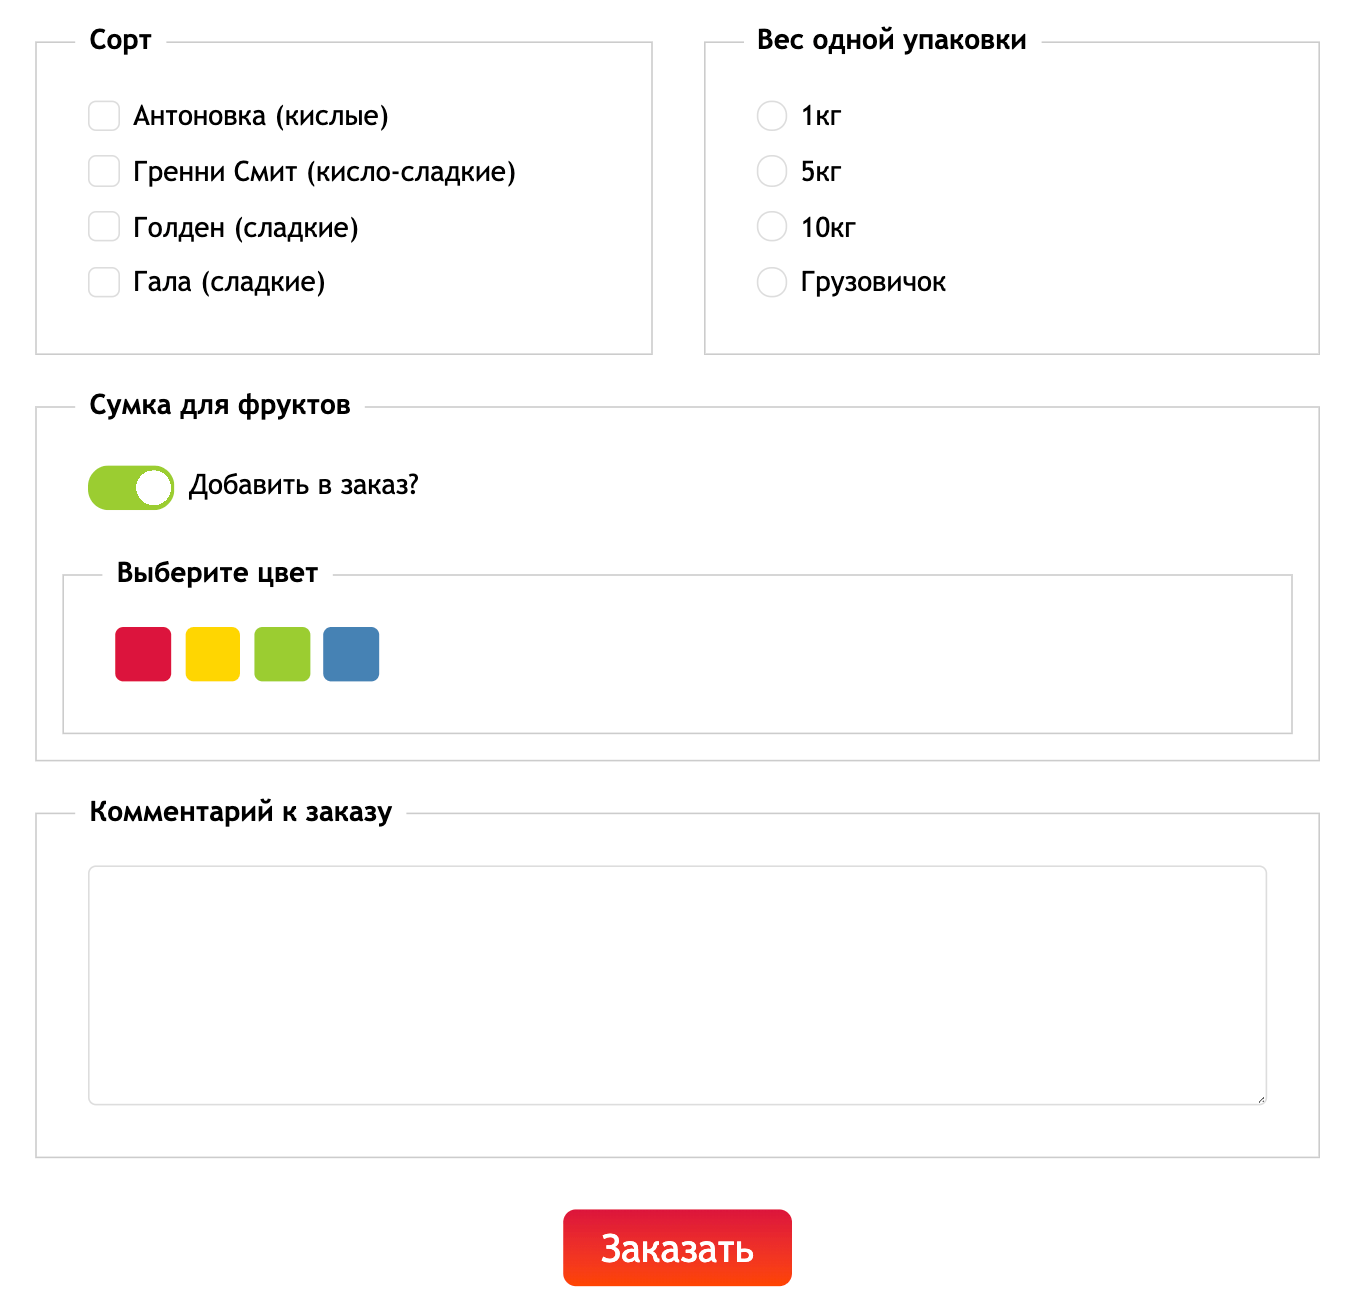 Сорт
Антоновка (кислые)
Гренни Смит (кисло-сладкие)
Голден (сладкие)
Гала (сладкие)
Вес одной упаковки
1кг
5кг
10кг
Грузовичок
Сумка для фруктов
Добавить в заказ?
Выберите цвет
Комментарий к заказу
Заказать